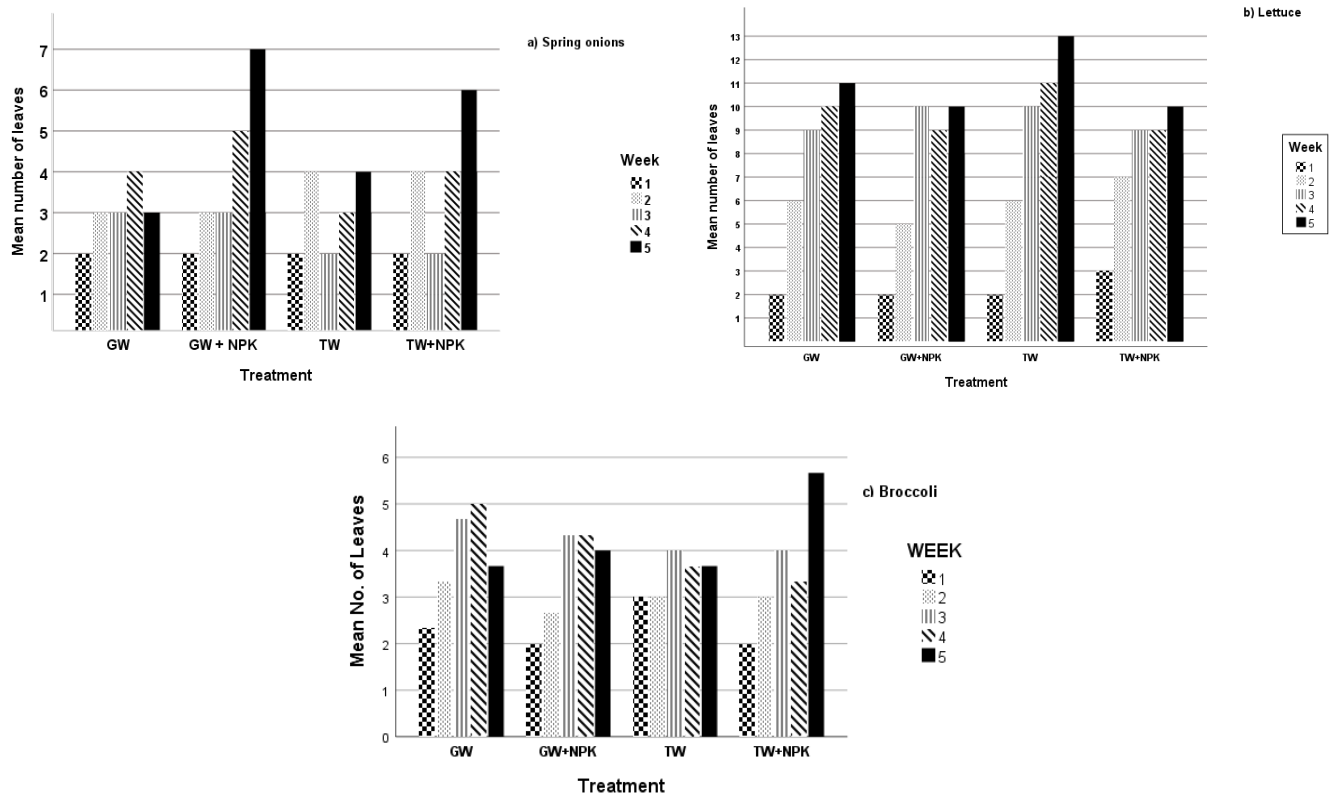 a) Spring onions
Mean number of leaves
7
6
5
4
3
2
1
GW
GW + NPK
TW
TW+NPK
Treatment
Week
1
2
3
4
5
b) Lettuce
Mean number of leaves
13
12
11
10
9
8
7
6
5
4
3
2
1
GW
GW+NPK
TW
TW+NPK
Treatment
Week
1
2
3
4
5
c) Broccoli
Mean No. of Leaves
6
5
4
3
2
1
0
GW
GW+NPK
TW
TW+NPK
Treatment
WEEK
1
2
3
4
5